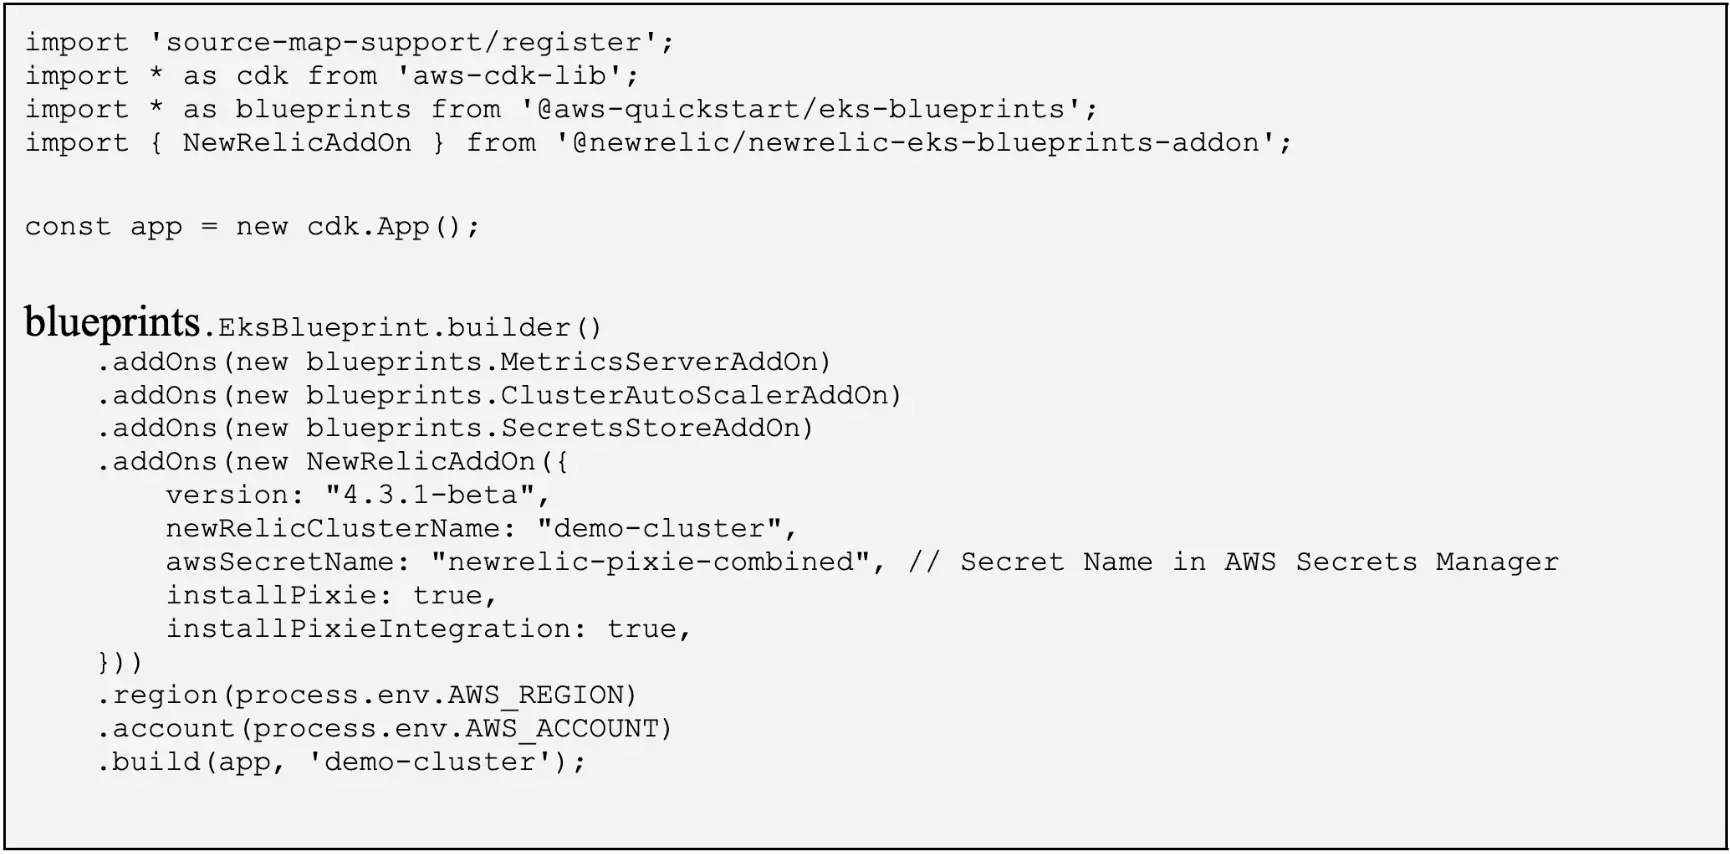 import 'source-map-support/register';
import * as cdk from 'aws-cdk-lib';
import * as blueprints from '@aws-quickstart/eks-blueprints';
import { NewRelicAddOn } from '@newrelic/newrelic-eks-blueprints-addon';
const app = new cdk.App();
blueprints.EksBlueprint.builder()
.addOns(new blueprints.MetricsServerAddOn)
.addOns(new blueprints.ClusterAutoScalerAddOn)
.addOns(new blueprints.SecretsStoreAddOn)
.addOns(new NewRelicAddOn({
version: "4.3.1-beta",
newRelicClusterName: "demo-cluster",
awsSecretName: "newrelic-pixie-combined", // Secret Name in AWS Secrets Manager
installPixie: true,
installPixieIntegration: true,
}))
.region(process.env.AWS_REGION)
.account(process.env.AWS_ACCOUNT)
.build(app, 'demo-cluster');